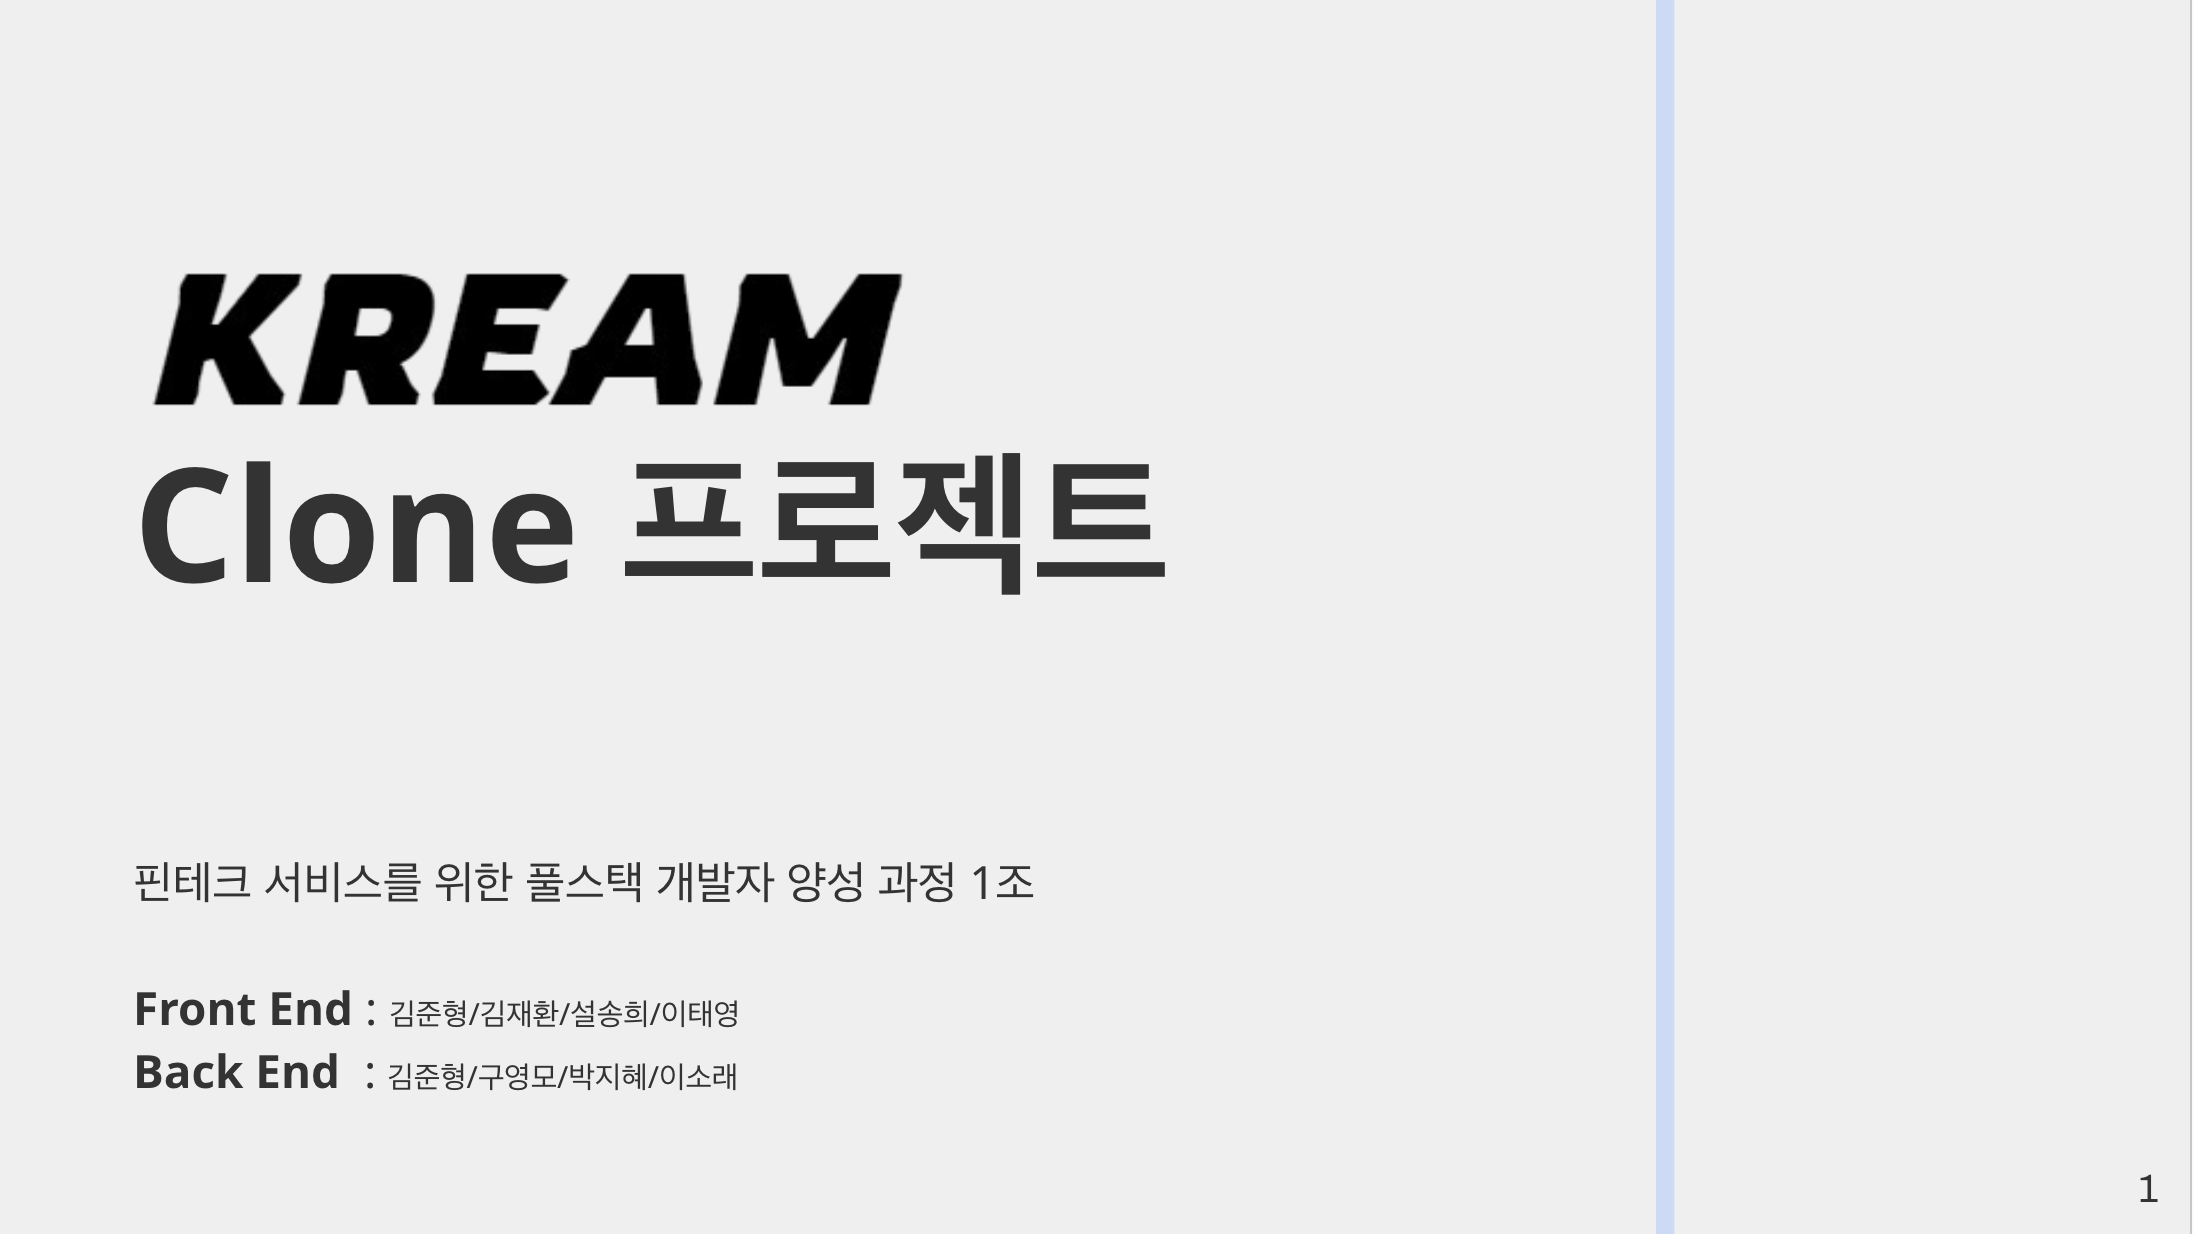 KREAM
Clone 프로젝트
핀테크 서비스를 위한 풀스택 개발자 양성 과정 1조
Front End : 김준형/김재환/설송희/이태영
Back End : 김준형/구영모/박지혜/이소래
1